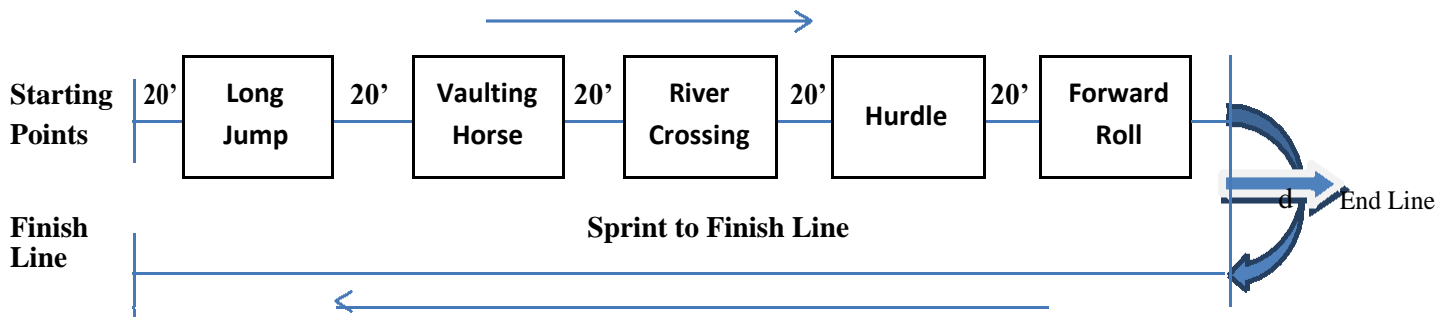 Starting 20’ Long 20’ Vaulting 20’ River 20’ Hurdle 20’ Forward
Points Jump Horse Crossing Roll
d End Line
Finish Sprint to Finish Line
Line